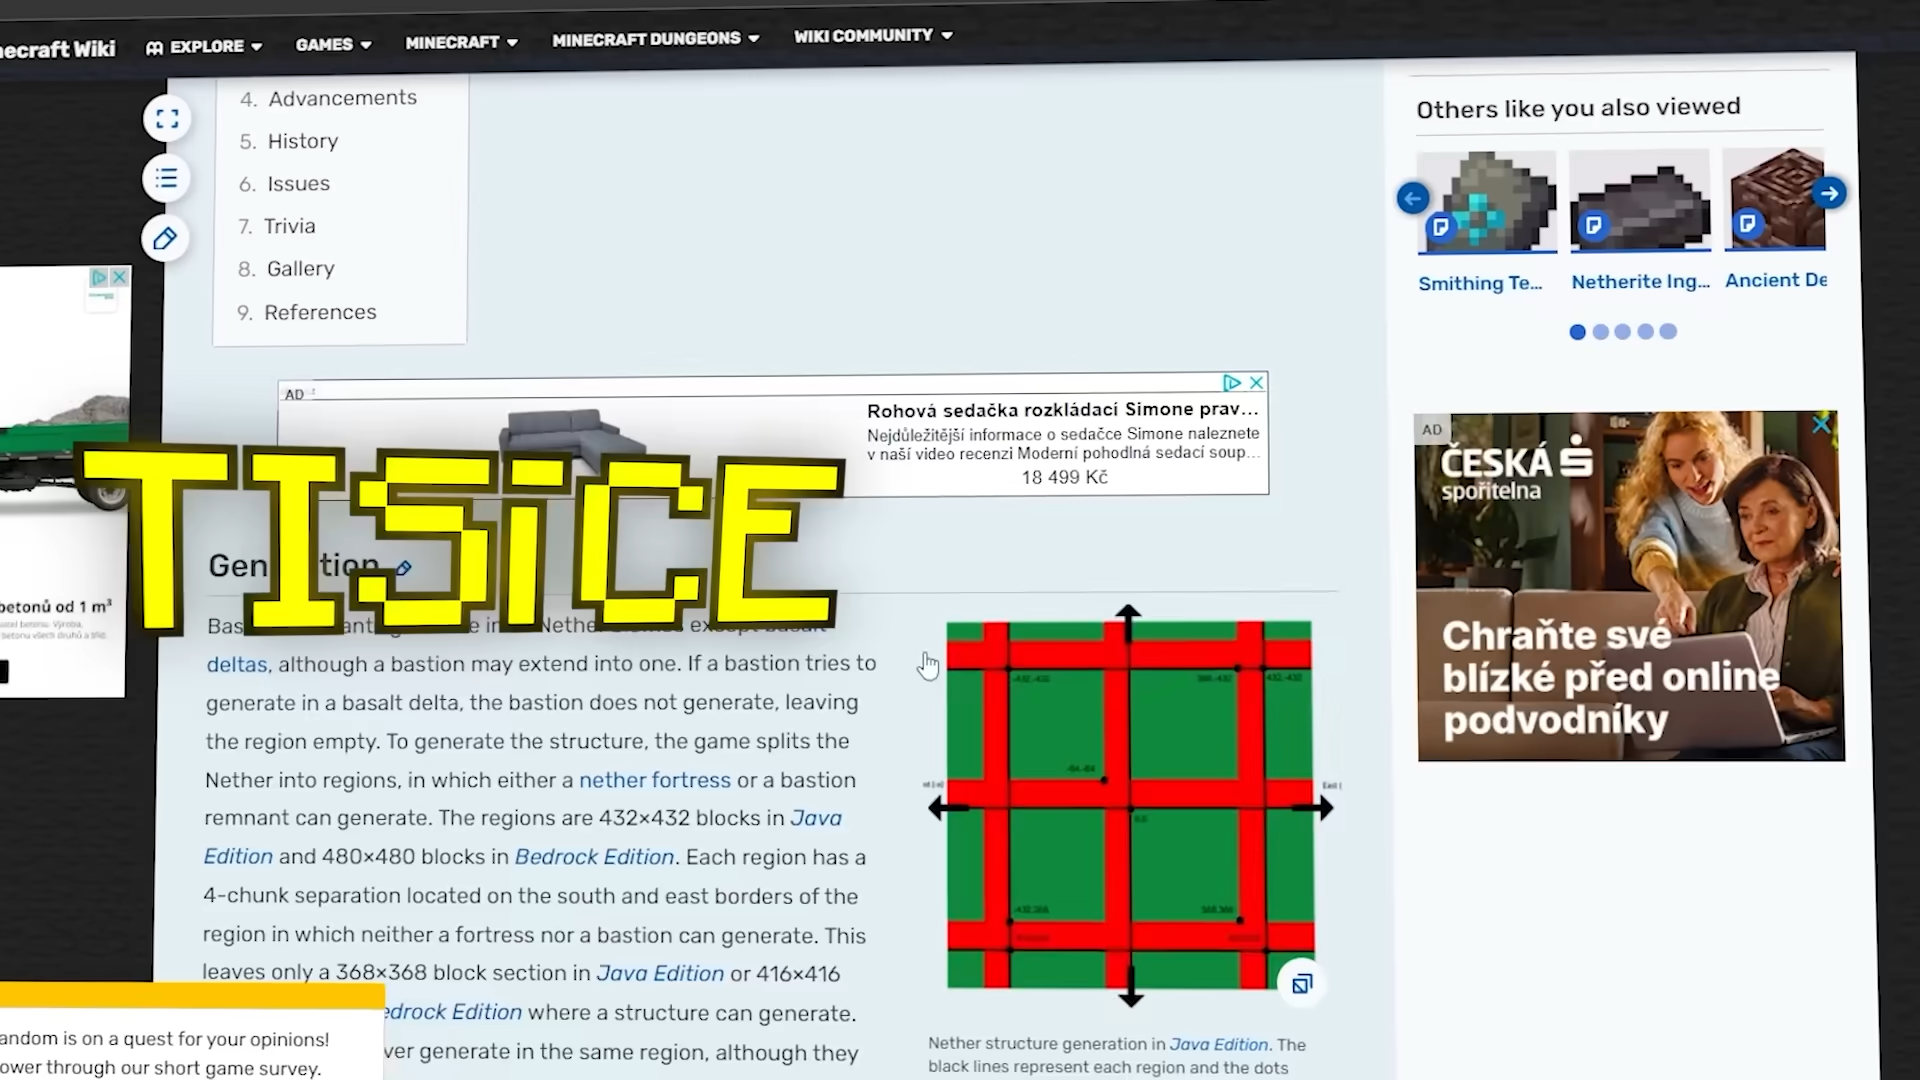 ecraft Wiki
EXPLORE
GAMES
MINECRAFT
MINECRAFT DUNGEONS
WIKI COMMUNITY
4. Advancements
5. History
6. Issues
7. Trivia
8. Gallery
9. References
Others like you also viewed
Smithing Te...
Netherite Ing...
Ancient De
AD
Rohová sedačka rozkládací Simone prav...
Nejdůležitější informace o sedačce Simone naleznete
v naší video recenzi Moderní pohodlná sedací soup...
18 499 Kč
AD
ČESKÁ
spořitelna
Chraňte své
blízké před online
podvodníky
betonů od 1 m³
TISíCE
Gen tion
Bas Nether except basalt
deltas, although a bastion may extend into one. If a bastion tries to
generate in a basalt delta, the bastion does not generate, leaving
the region empty. To generate the structure, the game splits the
Nether into regions, in which either a nether fortress or a bastion
remnant can generate. The regions are 432×432 blocks in Java
Edition and 480×480 blocks in Bedrock Edition. Each region has a
4-chunk separation located on the south and east borders of the
region in which neither a fortress nor a bastion can generate. This
leaves only a 368×368 block section in Java Edition or 416×416
edrock Edition where a structure can generate.
ver generate in the same region, although they
Nether structure generation in Java Edition. The
black lines represent each region and the dots
andom is on a quest for your opinions!
ower through our short game survey.